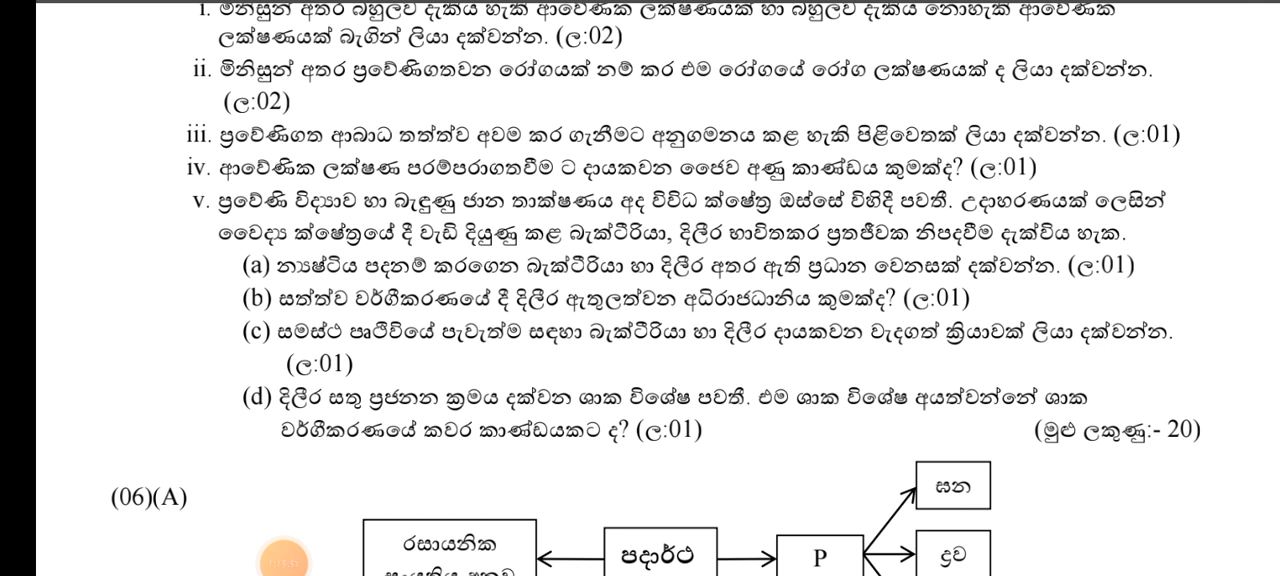 i. මිනිසුන් අතර බහුලව දැකිය හැකි ආවේණික ලක්ෂණයක් හා බහුලව දැකිය නොහැකි ආවේණික
ලක්ෂණයක් බැගින් ලියා දක්වන්න. (ල:02)
ii. මිනිසුන් අතර ප්‍රවේණිගතවන රෝගයක් නම් කර එම රෝගයේ රෝග ලක්ෂණයක් ද ලියා දක්වන්න.
(ල:02)
iii. ප්‍රවේණිගත ආබාධ තත්ත්ව අවම කර ගැනීමට අනුගමනය කළ හැකි පිළිවෙතක් ලියා දක්වන්න. (ල:01)
iv. ආවේණික ලක්ෂණ පරම්පරාගතවීම ට දායකවන ජෛව අණු කාණ්ඩය කුමක්ද? (ල:01)
v. ප්‍රවේණි විද්‍යාව හා බැඳුණු ජාන තාක්ෂණය අද විවිධ ක්ෂේත්‍ර ඔස්සේ විහිදී පවතී. උදාහරණයක් ලෙසින්
වෛද්‍ය ක්ෂේත්‍රයේ දී වැඩි දියුණු කළ බැක්ටීරියා, දිලීර භාවිතකර ප්‍රතජීවක නිපදවීම දැක්විය හැක.
(a) න්‍යෂ්ටිය පදනම් කරගෙන බැක්ටීරියා හා දිලීර අතර ඇති ප්‍රධාන වෙනසක් දක්වන්න. (ල:01)
(b) සත්ත්ව වර්ගීකරණයේ දී දිලීර ඇතුලත්වන අධිරාජධානිය කුමක්ද? (ල:01)
(c) සමස්ථ පෘථිවියේ පැවැත්ම සඳහා බැක්ටීරියා හා දිලීර දායකවන වැදගත් ක්‍රියාවක් ලියා දක්වන්න.
(ල:01)
(d) දිලීර සතු ප්‍රජනන ක්‍රමය දක්වන ශාක විශේෂ පවතී. එම ශාක විශේෂ අයත්වන්නේ ශාක
වර්ගීකරණයේ කවර කාණ්ඩයකට ද? (ල:01) (මුළු ලකුණු:- 20)
(06)(A)
ඝන
රසායනික
පදාර්ථ
P
ද්‍රව